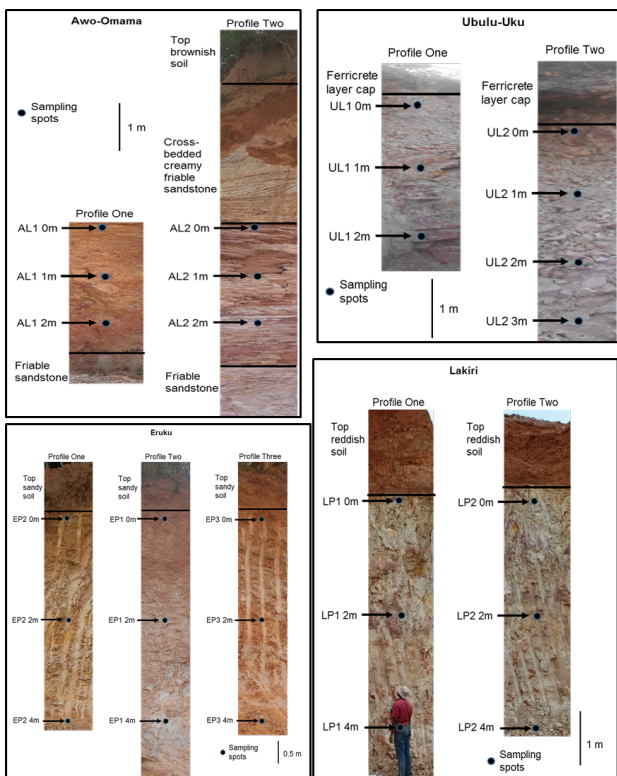 Awo-Omama
Profile Two
Top
brownish
soil
Sampling
spots
1 m
Cross-
bedded
creamy
friable
sandstone
Profile One
AL1 0m
AL1 1m
AL1 2m
Friable
sandstone
AL2 0m
AL2 1m
AL2 2m
Friable
sandstone
Ubulu-Uku
Profile One
Ferricrete
layer cap
UL1 0m
UL1 1m
UL1 2m
Sampling
spots
1 m
Profile Two
Ferricrete
layer cap
UL2 0m
UL2 1m
UL2 2m
UL2 3m
Eruku
Profile One
Top
sandy
soil
EP2 0m
EP2 2m
EP2 4m
Profile Two
Top
sandy
soil
EP1 0m
EP1 2m
EP1 4m
Profile Three
Top
sandy
soil
EP3 0m
EP3 2m
EP3 4m
Sampling
spots
0.5 m
Lakiri
Profile One
Top
reddish
soil
LP1 0m
LP1 2m
LP1 4m
Profile Two
Top
reddish
soil
LP2 0m
LP2 2m
LP2 4m
Sampling
spots
1 m